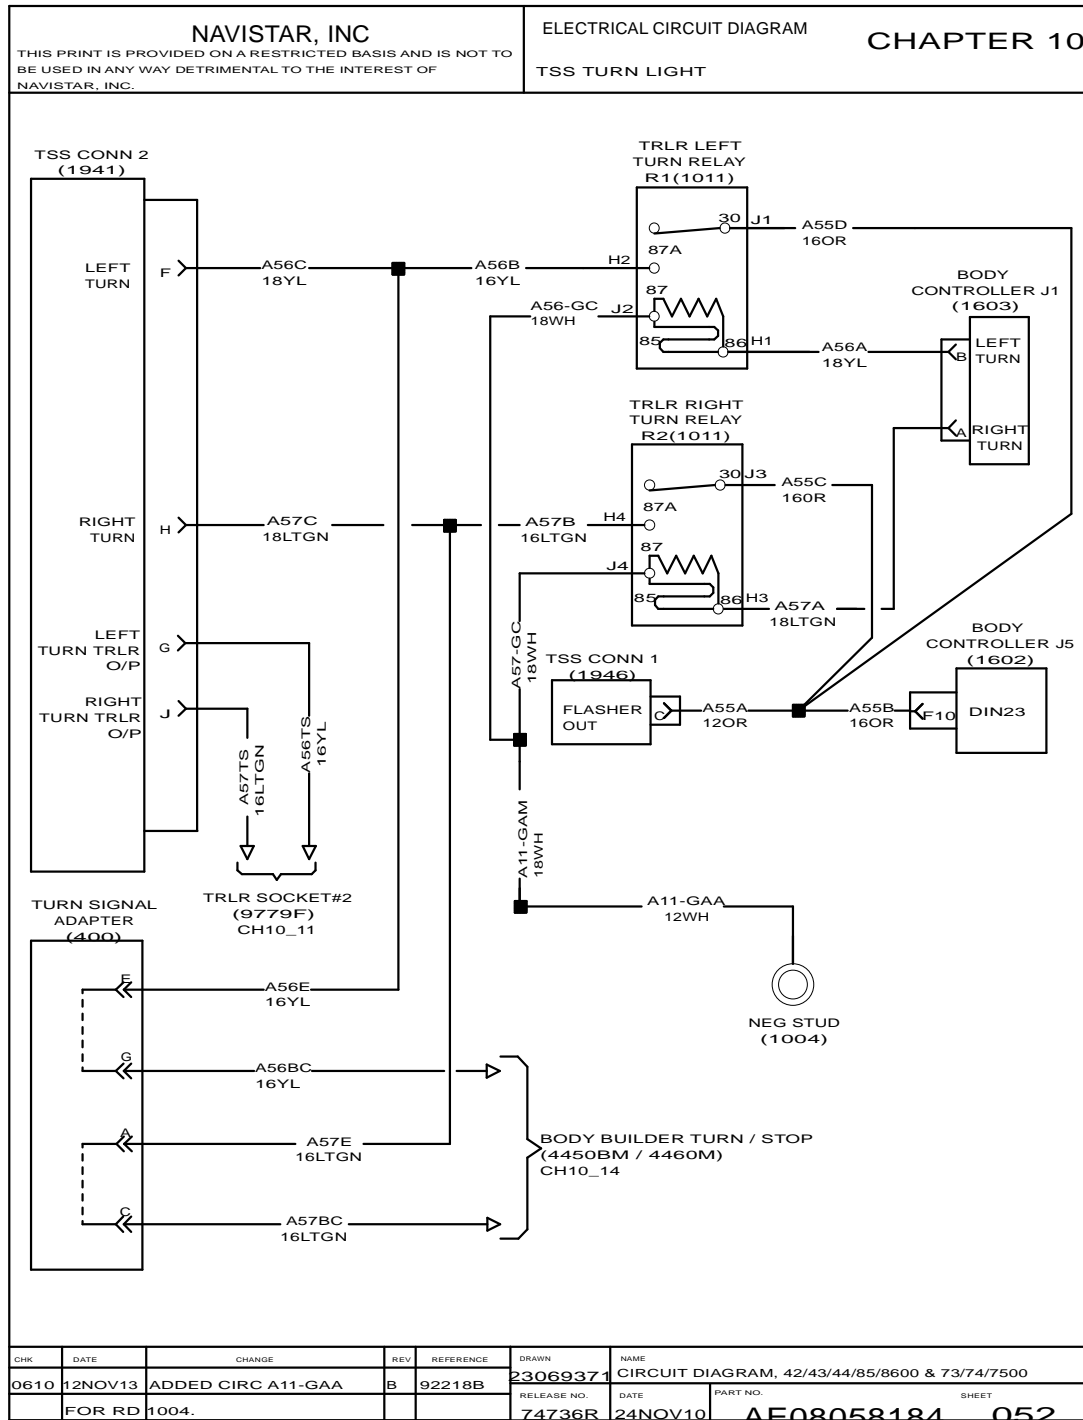 NAVISTAR, INC
THIS PRINT IS PROVIDED ON A RESTRICTED BASIS AND IS NOT TO
BE USED IN ANY WAY DETRIMENTAL TO THE INTEREST OF
NAVISTAR, INC.
ELECTRICAL CIRCUIT DIAGRAM
TSS TURN LIGHT
CHAPTER 10
TSS CONN 2
(1941)
LEFT
TURN
F
A56C
18YL
A56B
16YL
A56-GC
18WH
TRLR LEFT
TURN RELAY
R1(1011)
30
J1
87A
H2
87
J2
85
86
H1
A55D
16OR
A56A
18YL
BODY
CONTROLLER J1
(1603)
B
LEFT
TURN
A
RIGHT
TURN
TRLR RIGHT
TURN RELAY
R2(1011)
30
J3
87A
H4
87
J4
85
86
H3
A55C
160R
A57A
18LTGN
RIGHT
TURN
H
A57C
18LTGN
A57B
16LTGN
LEFT
TURN TRLR
O/P
G
RIGHT
TURN TRLR
O/P
J
A57TS
16LTGN
A56TS
16YL
A57-GC
18WH
TSS CONN 1
(1946)
FLASHER
OUT
C
A55A
12OR
A55B
16OR
BODY
CONTROLLER J5
(1602)
F10
DIN23
A11-GAM
18WH
TRLR SOCKET#2
(9779F)
CH10_11
A11-GAA
12WH
NEG STUD
(1004)
TURN SIGNAL
ADAPTER
(400)
E
A56E
16YL
G
A56BC
16YL
A
A57E
16LTGN
C
A57BC
16LTGN
BODY BUILDER TURN / STOP
(4450BM / 4460M)
CH10_14
CHK
DATE
CHANGE
REV
REFERENCE
0610
12NOV13
ADDED CIRC A11-GAA
B
92218B
FOR RD 1004.
DRAWN
23069371
NAME
CIRCUIT DIAGRAM, 42/43/44/85/8600 & 73/74/7500
RELEASE NO.
74736R
DATE
24NOV10
PART NO.
AE08058184
SHEET
052